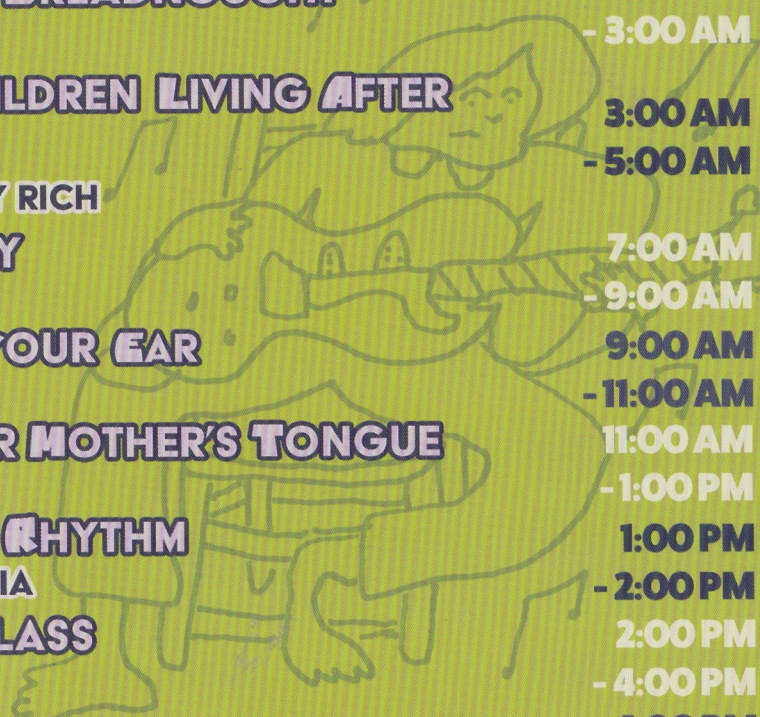 - 3:00 AM
ILDREN LIVING AFTER
3:00 AM
- 5:00 AM
Y RICH
Y
7:00 AM
- 9:00 AM
OUR EAR
9:00 AM
- 11:00 AM
R MOTHER'S TONGUE
11:00 AM
- 1:00 PM
RHYTHM
1:00 PM
IA
- 2:00 PM
LASS
2:00 PM
- 4:00 PM